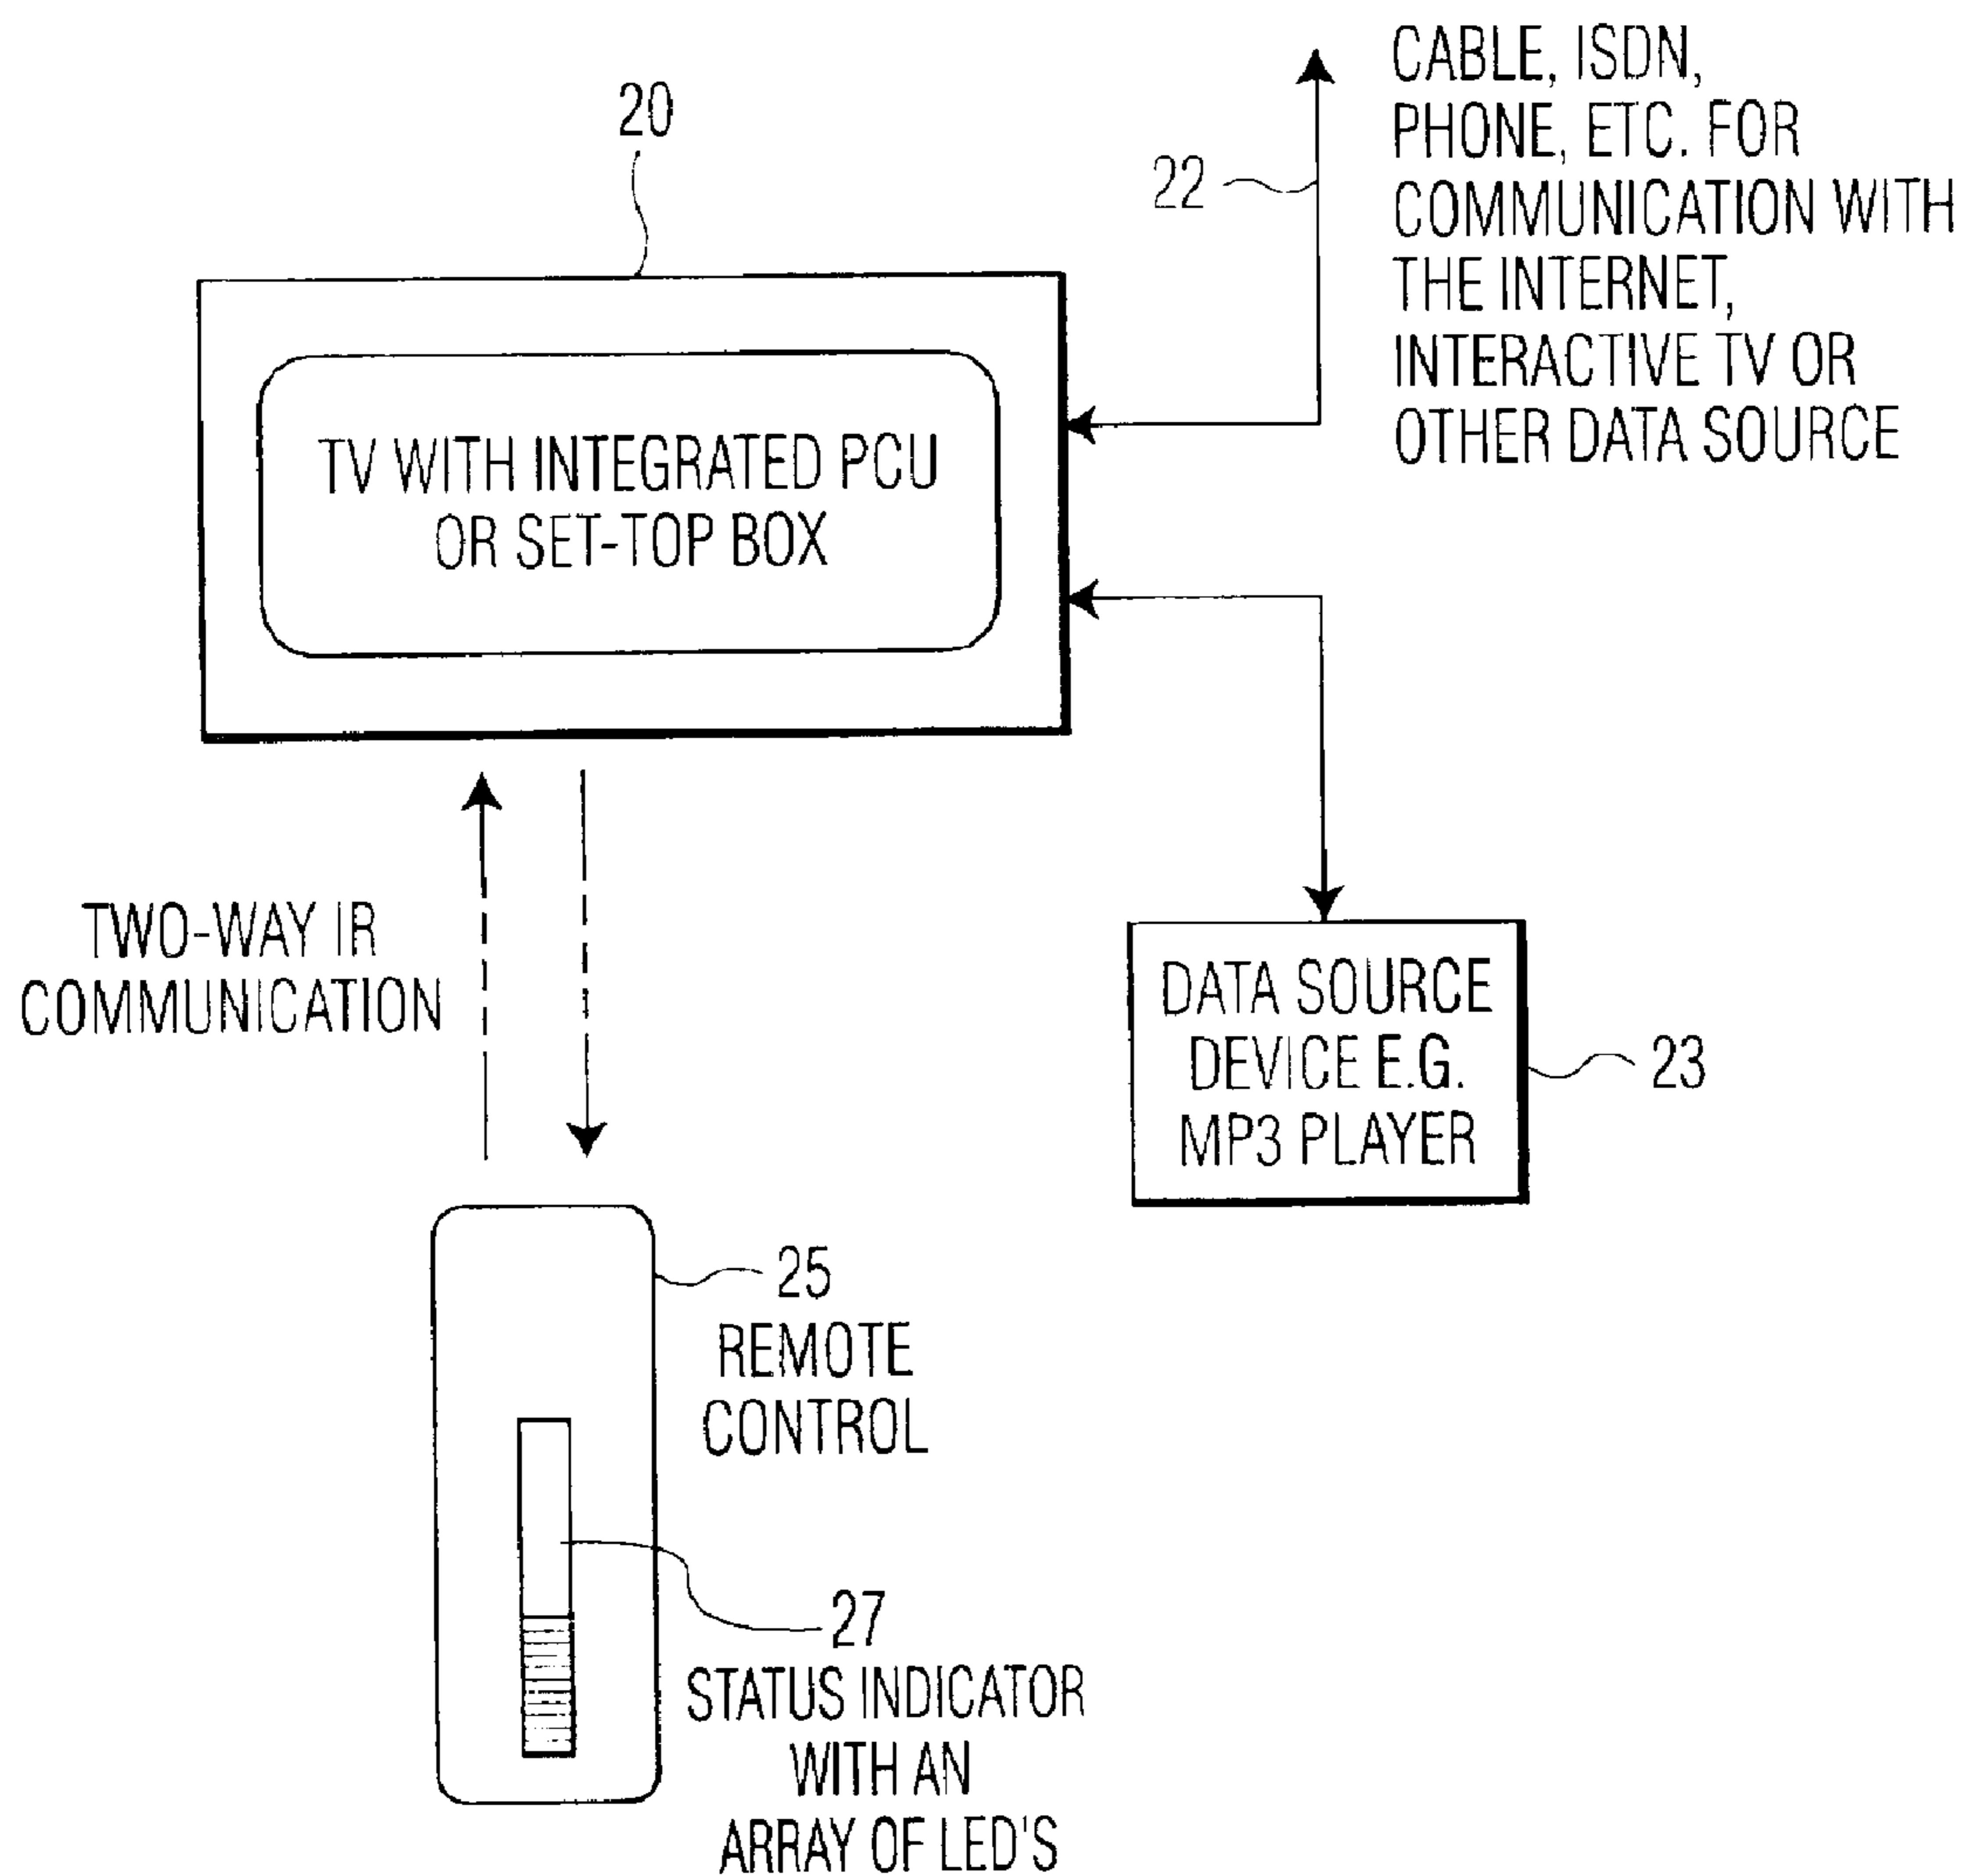 20
22
CABLE, ISDN,
PHONE, ETC. FOR
COMMUNICATION WITH
THE INTERNET,
INTERACTIVE TV OR
OTHER DATA SOURCE
TV WITH INTEGRATED PCU
OR SET-TOP BOX
TWO-WAY IR
COMMUNICATION
DATA SOURCE
DEVICE E.G.
MP3 PLAYER
23
25
REMOTE
CONTROL
27
STATUS INDICATOR
WITH AN
ARRAY OF LED'S